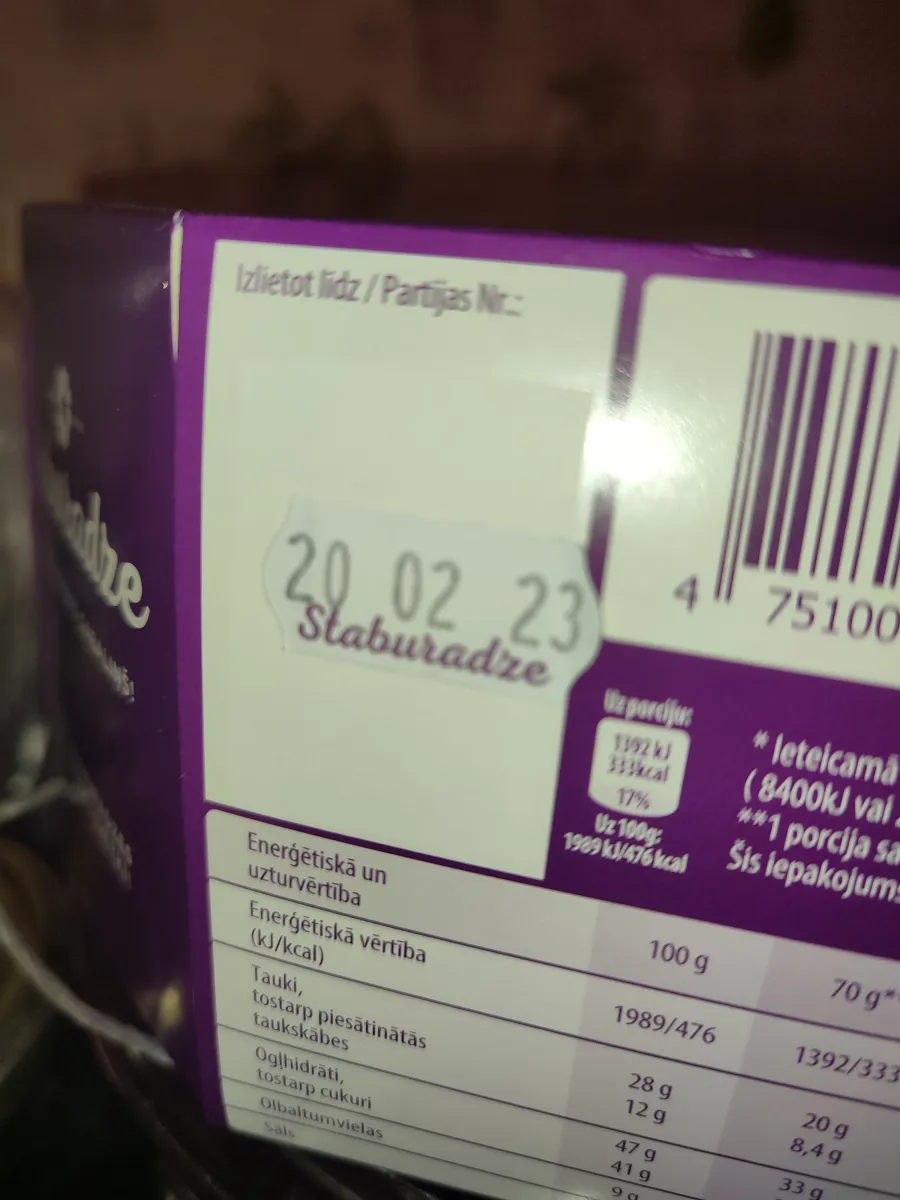 Izlietot līdz / Partijas Nr.:
20 02 23
Staburadze
4 75100
Uz porciju:
1392 kJ
333kcal
17%
Uz 100g:
1989 kJ/476 kcal
* Ieteicamā
( 8400kJ vai
**1 porcija sa
Šis iepakojums
Enerģētiskā un
uzturvērtība
100 g
70 g**
Enerģētiskā vērtība
(kJ/kcal)
1989/476
1392/333
Tauki,
tostarp piesātinātās
taukskābes
28 g
12 g
20 g
8,4 g
Ogļhidrāti,
tostarp cukuri
47 g
41 g
33 g
Olbaltumvielas
9 g
Sāls